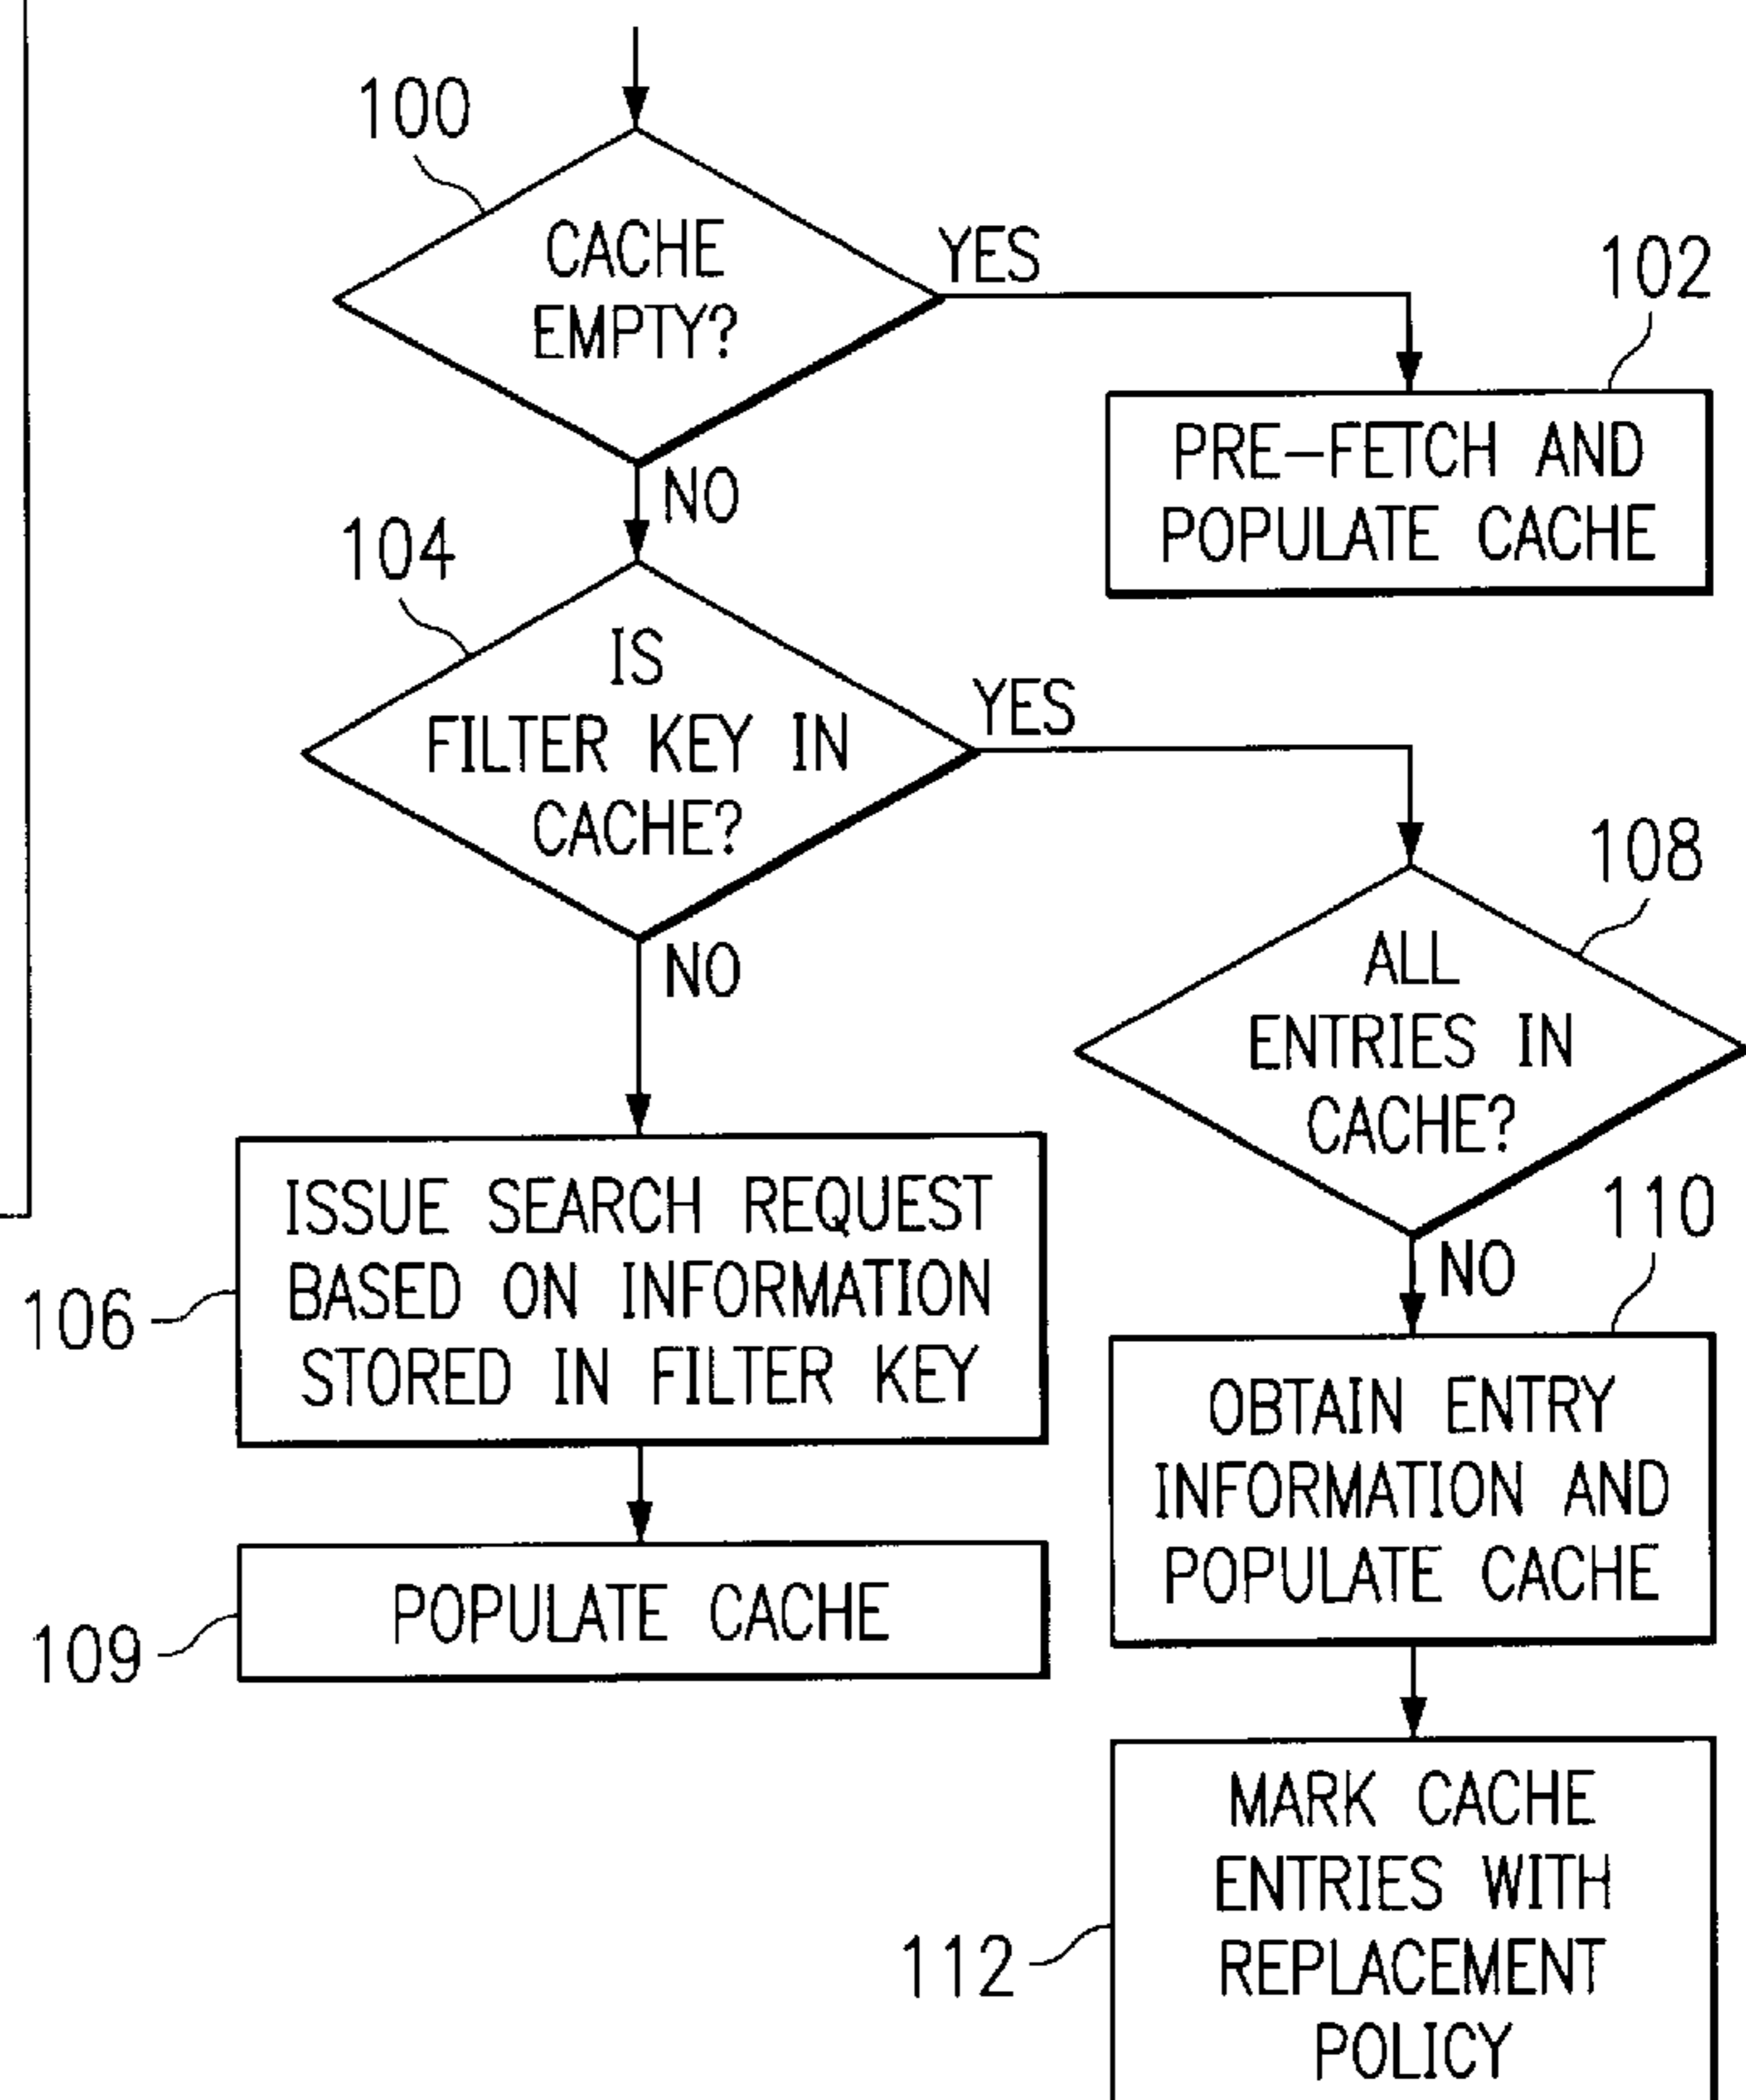 100
CACHE
EMPTY?
YES
102
PRE-FETCH AND
POPULATE CACHE
NO
104
IS
FILTER KEY IN
CACHE?
YES
NO
108
ALL
ENTRIES IN
CACHE?
NO
106
ISSUE SEARCH REQUEST
BASED ON INFORMATION
STORED IN FILTER KEY
110
OBTAIN ENTRY
INFORMATION AND
POPULATE CACHE
109
POPULATE CACHE
112
MARK CACHE
ENTRIES WITH
REPLACEMENT
POLICY